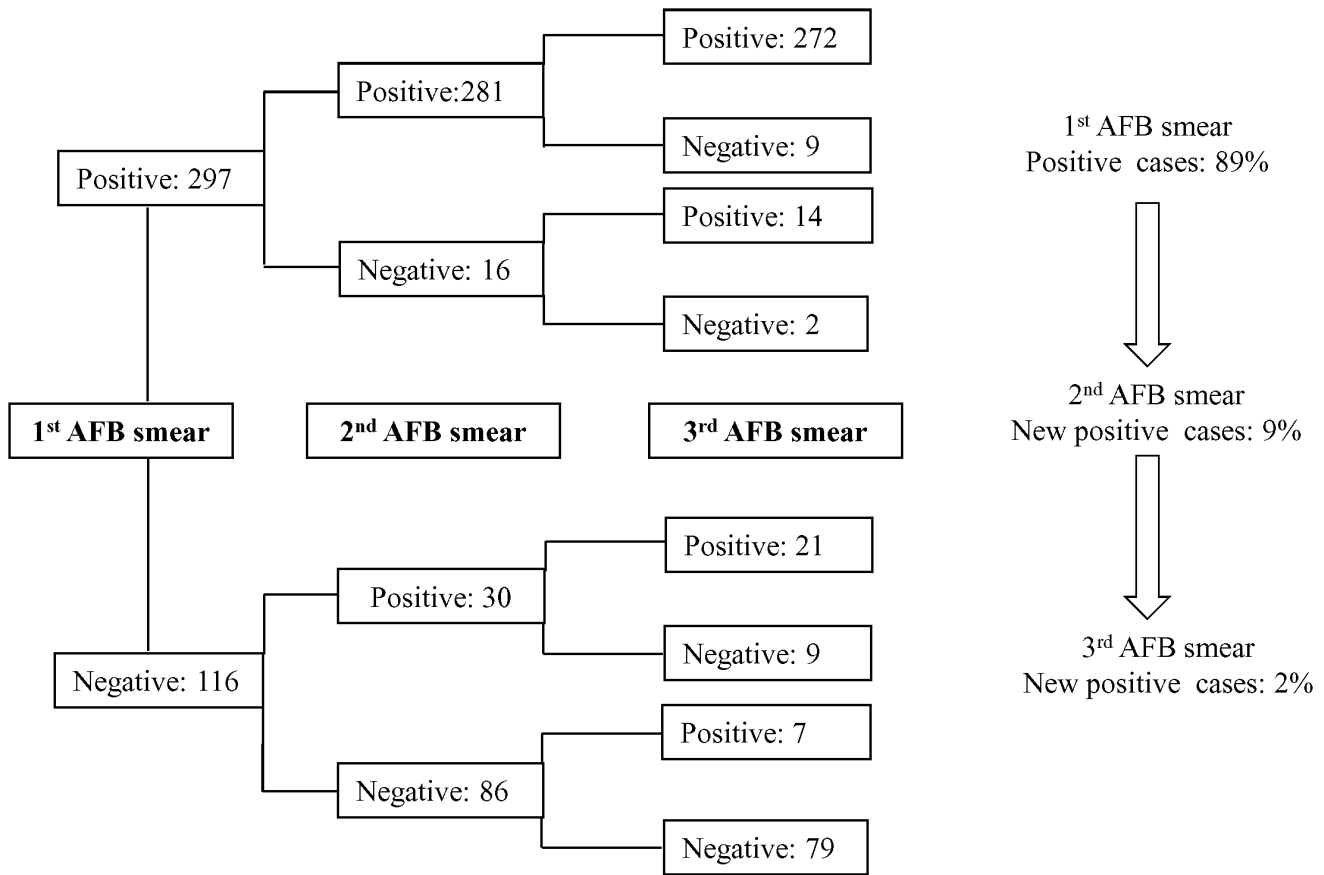 Positive: 272
Positive:281
Negative: 9
Positive: 297
Positive: 14
Negative: 16
Negative: 2
1st AFB smear
2nd AFB smear
3rd AFB smear
Positive: 21
Positive: 30
Negative: 9
Negative: 116
Positive: 7
Negative: 86
Negative: 79
1st AFB smear
Positive cases: 89%
2nd AFB smear
New positive cases: 9%
3rd AFB smear
New positive cases: 2%